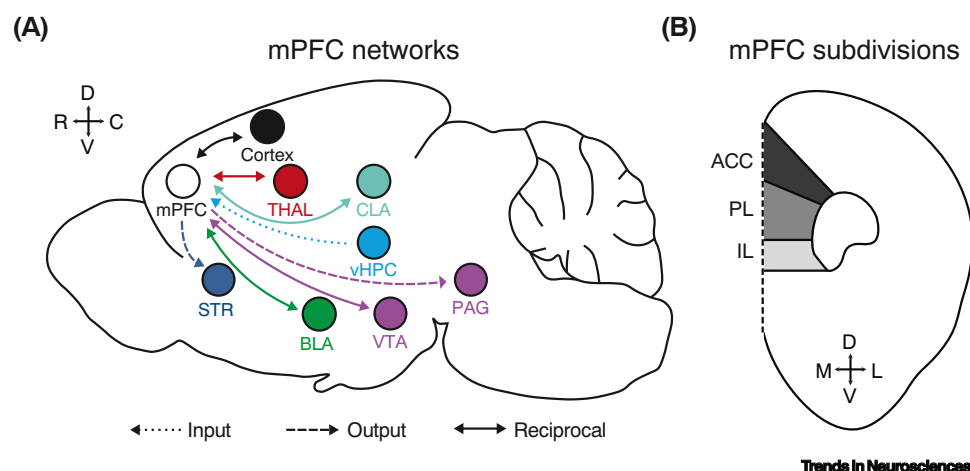 (A)
mPFC networks
D
R C
V
Cortex
mPFC
THAL
CLA
vHPC
STR
BLA
VTA
PAG
Input
Output
Reciprocal
(B)
mPFC subdivisions
ACC
PL
IL
D
M L
V
Trends in Neurosciences